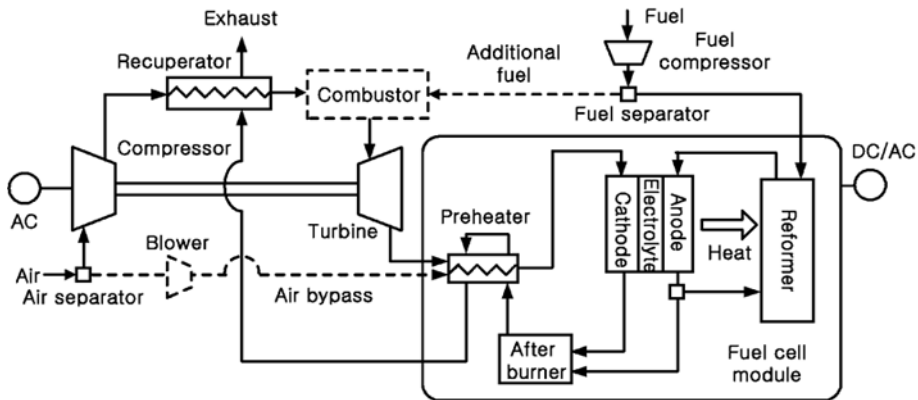 Exhaust
Fuel
Fuel
compressor
Recuperator
Additional
fuel
Combustor
Fuel separator
Compressor
DC/AC
AC
Turbine
Preheater
Cathode
Electrolyte
Anode
Heat
Reformer
Blower
Air
Air separator
Air bypass
After
burner
Fuel cell
module